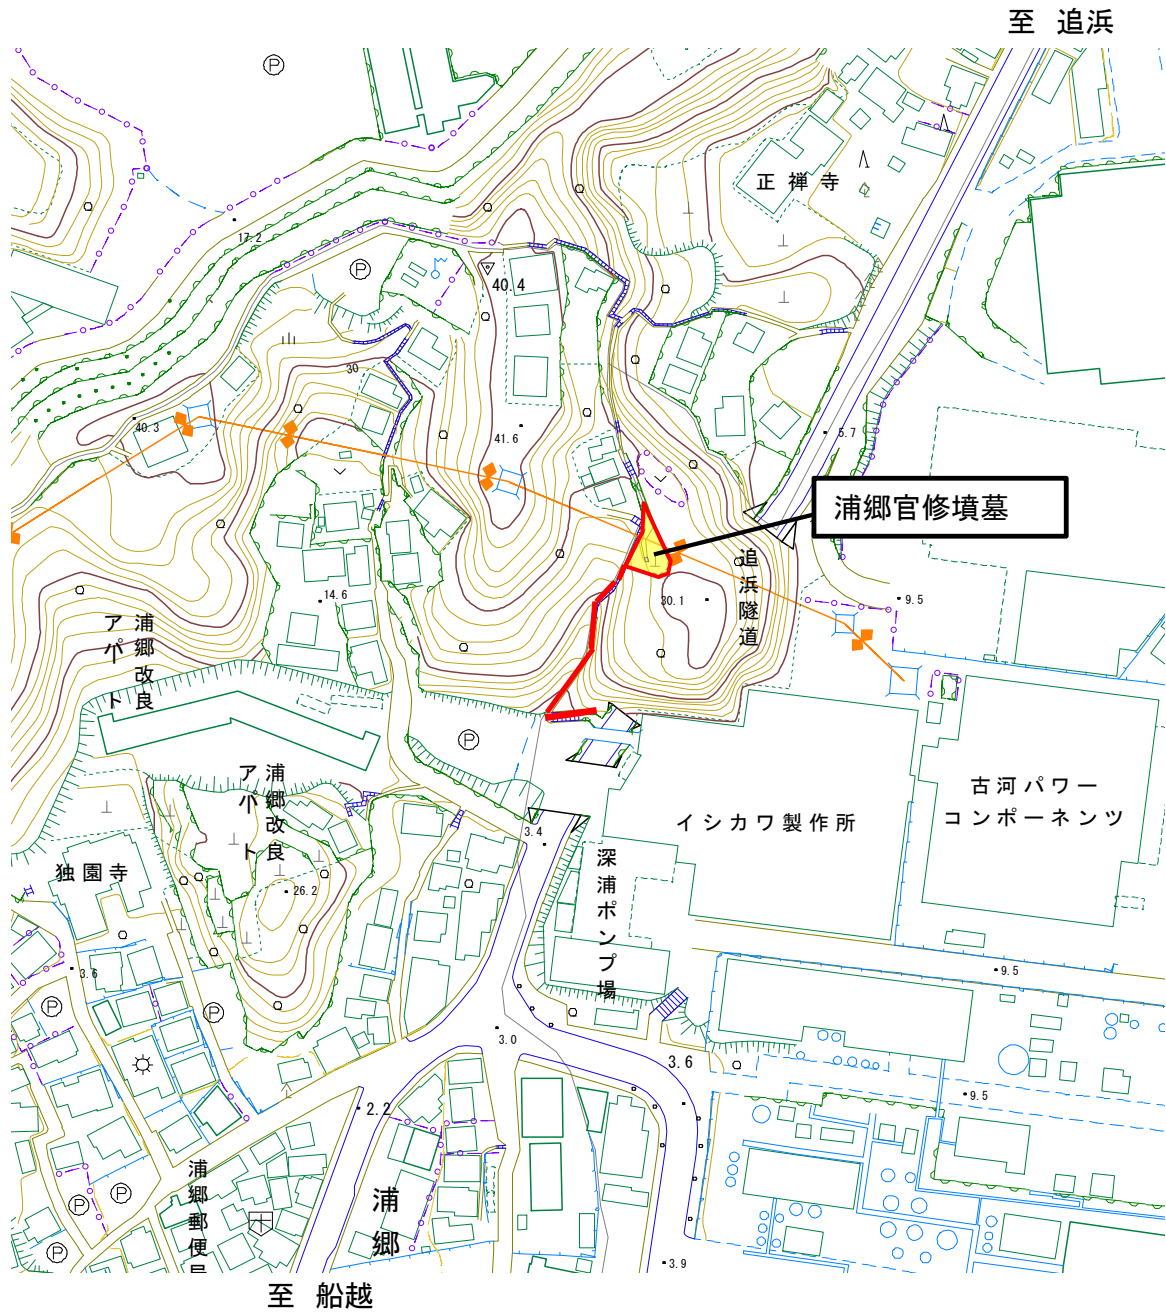 至 追浜
Ⓟ
正禅寺
17.2
Ⓟ
40.4
30
40.3
41.6
5.7
浦郷官修墳墓
追浜隧道
14.6
30.1
9.5
浦郷改良
アパート
Ⓟ
古河パワー
コンポーネンツ
浦郷改良
アパート
イシカワ製作所
3.4
独園寺
26.2
深浦ポンプ場
3.6
9.5
Ⓟ
Ⓟ
3.0
3.6
9.5
2.2
浦郷郵便局
Ⓟ
Ⓟ
浦郷
Ⓟ
3.9
至 船越